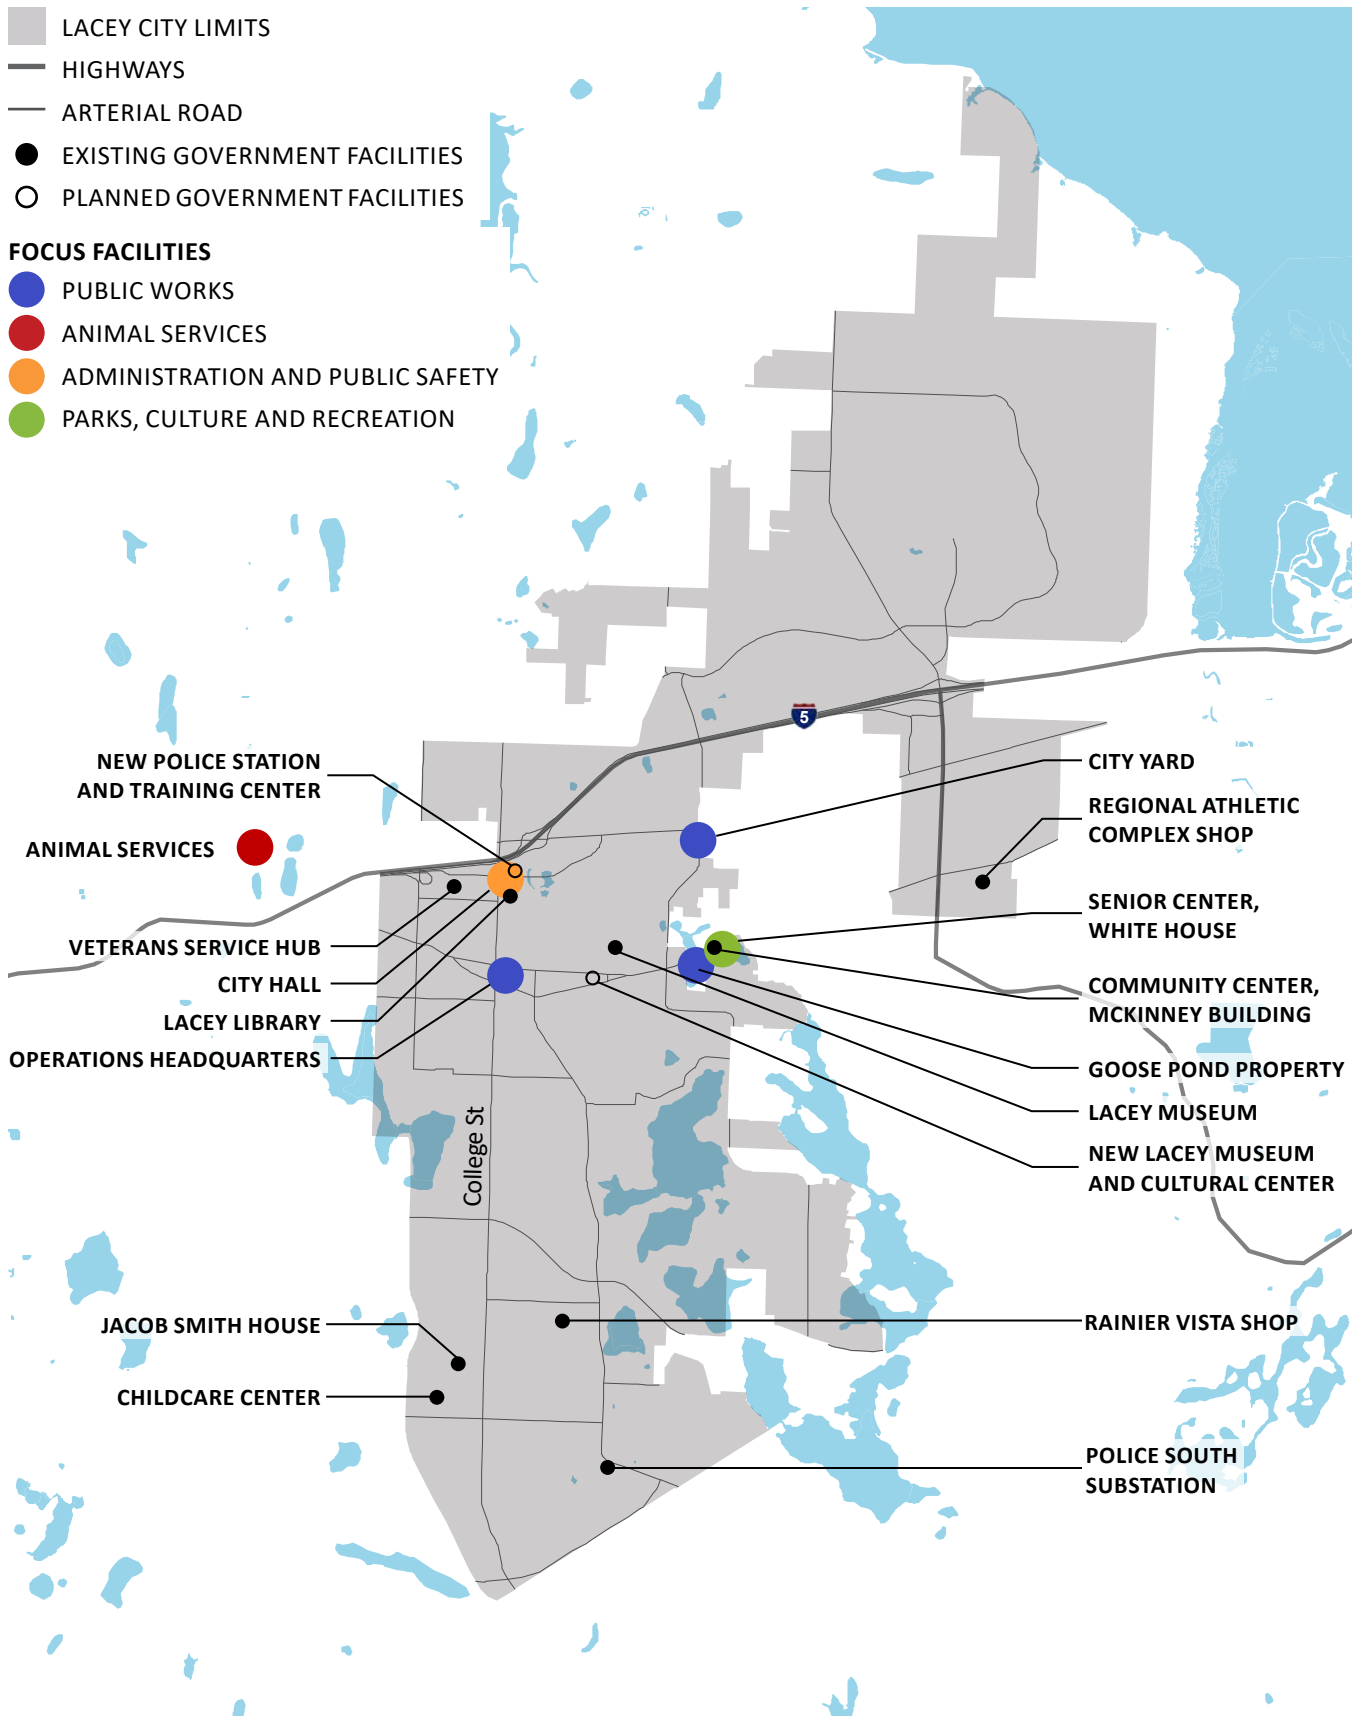 LACEY CITY LIMITS
HIGHWAYS
ARTERIAL ROAD
EXISTING GOVERNMENT FACILITIES
PLANNED GOVERNMENT FACILITIES
FOCUS FACILITIES
PUBLIC WORKS
ANIMAL SERVICES
ADMINISTRATION AND PUBLIC SAFETY
PARKS, CULTURE AND RECREATION
5
NEW POLICE STATION
AND TRAINING CENTER
ANIMAL SERVICES
VETERANS SERVICE HUB
CITY HALL
LACEY LIBRARY
OPERATIONS HEADQUARTERS
College St
JACOB SMITH HOUSE
CHILDCARE CENTER
CITY YARD
REGIONAL ATHLETIC
COMPLEX SHOP
SENIOR CENTER,
WHITE HOUSE
COMMUNITY CENTER,
MCKINNEY BUILDING
GOOSE POND PROPERTY
LACEY MUSEUM
NEW LACEY MUSEUM
AND CULTURAL CENTER
RAINIER VISTA SHOP
POLICE SOUTH
SUBSTATION